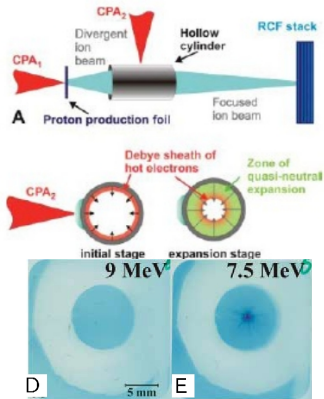 CPA2
Divergent
ion
beam
Hollow
cylinder
RCF stack
CPA1
Proton production foil
Focused
ion beam
A
Debye sheath of
hot electrons
Zone of
quasi-neutral
expansion
CPA2
initial stage
expansion stage
9 MeV
7.5 MeV
D
5 mm
E